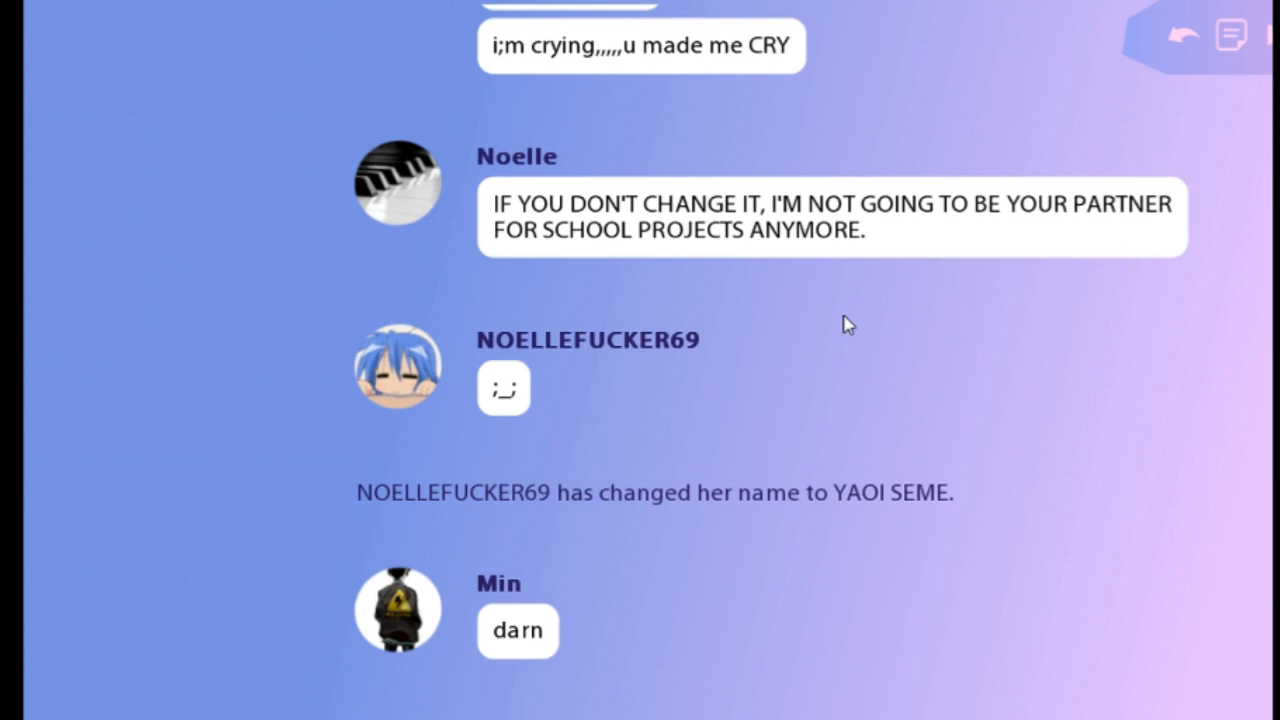 i;m crying,,,,,u made me CRY
Noelle
IF YOU DON'T CHANGE IT, I'M NOT GOING TO BE YOUR PARTNER
FOR SCHOOL PROJECTS ANYMORE.
NOELLEFUCKER69
;_;
NOELLEFUCKER69 has changed her name to YAOI SEME.
Min
darn